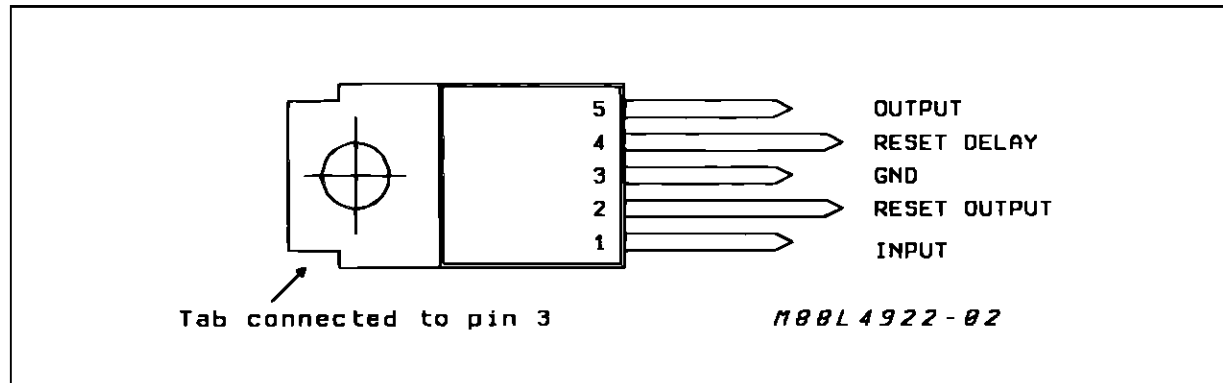 5 OUTPUT
4 RESET DELAY
3 GND
2 RESET OUTPUT
1 INPUT
Tab connected to pin 3
M88L4922-02